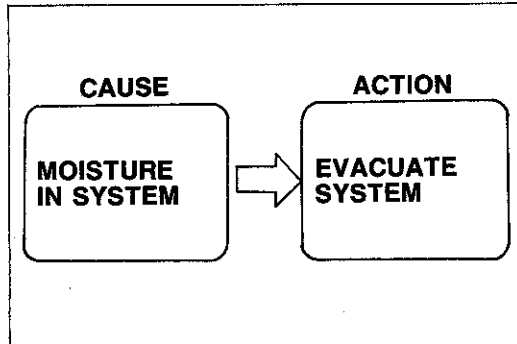 CAUSE
MOISTURE
IN SYSTEM
ACTION
EVACUATE
SYSTEM